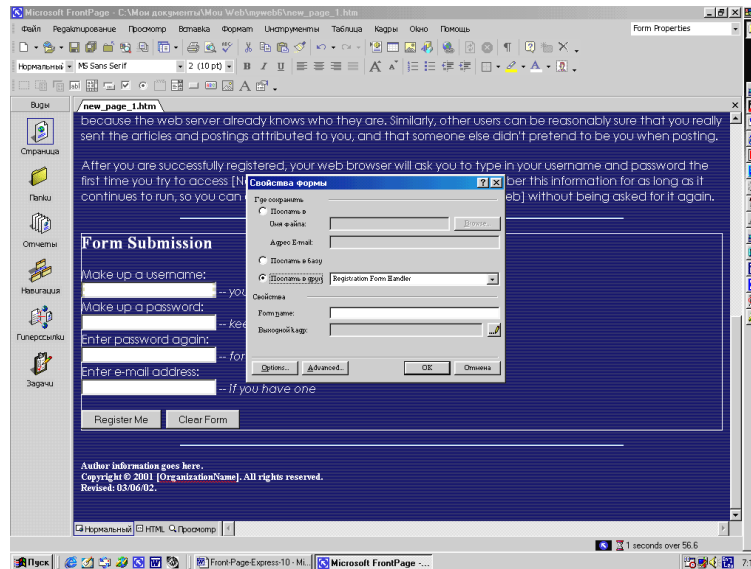 Microsoft FrontPage - C:\Мои документы\Mou Web\myweb6\new_page_1.htm
Файл Редактирование Просмотр Вставка Формат Инструменты Таблица Кадры Окно Помощь
Form Properties
Нормальный MS Sans Serif 2 (10 pt)
Виды
new_page_1.htm
because the web server already knows who they are. Similarly, other users can be reasonably sure that you really
sent the articles and postings attributed to you, and that someone else didn't pretend to be you when posting.
Страница
After you are successfully registered, your web browser will ask you to type in your username and password the
first time you try to access [N
ber this information for as long as it
continues to run, so you can
eb] without being asked for it again.
Папки
Отчеты
Навигация
Гиперссылки
Задачи
Свойства формы
Где сохранить
Послать в
Имя файла:
Browse...
Адрес E-mail:
Послать в базу
Послать в друг
Registration Form Handler
Свойства
Form name:
Выходной кадр:
Options...
Advanced...
OK
Отмена
Form Submission
Make up a username:
-- you
Make up a password:
-- kee
Enter password again:
-- for
Enter e-mail address:
-- If you have one
Register Me
Clear Form
Author information goes here.
Copyright © 2001 [OrganizationName]. All rights reserved.
Revised: 03/06/02.
Нормальный HTML Просмотр
1 seconds over 56.6
Пуск
Front-Page-Express-10 - Mi...
Microsoft FrontPage -...